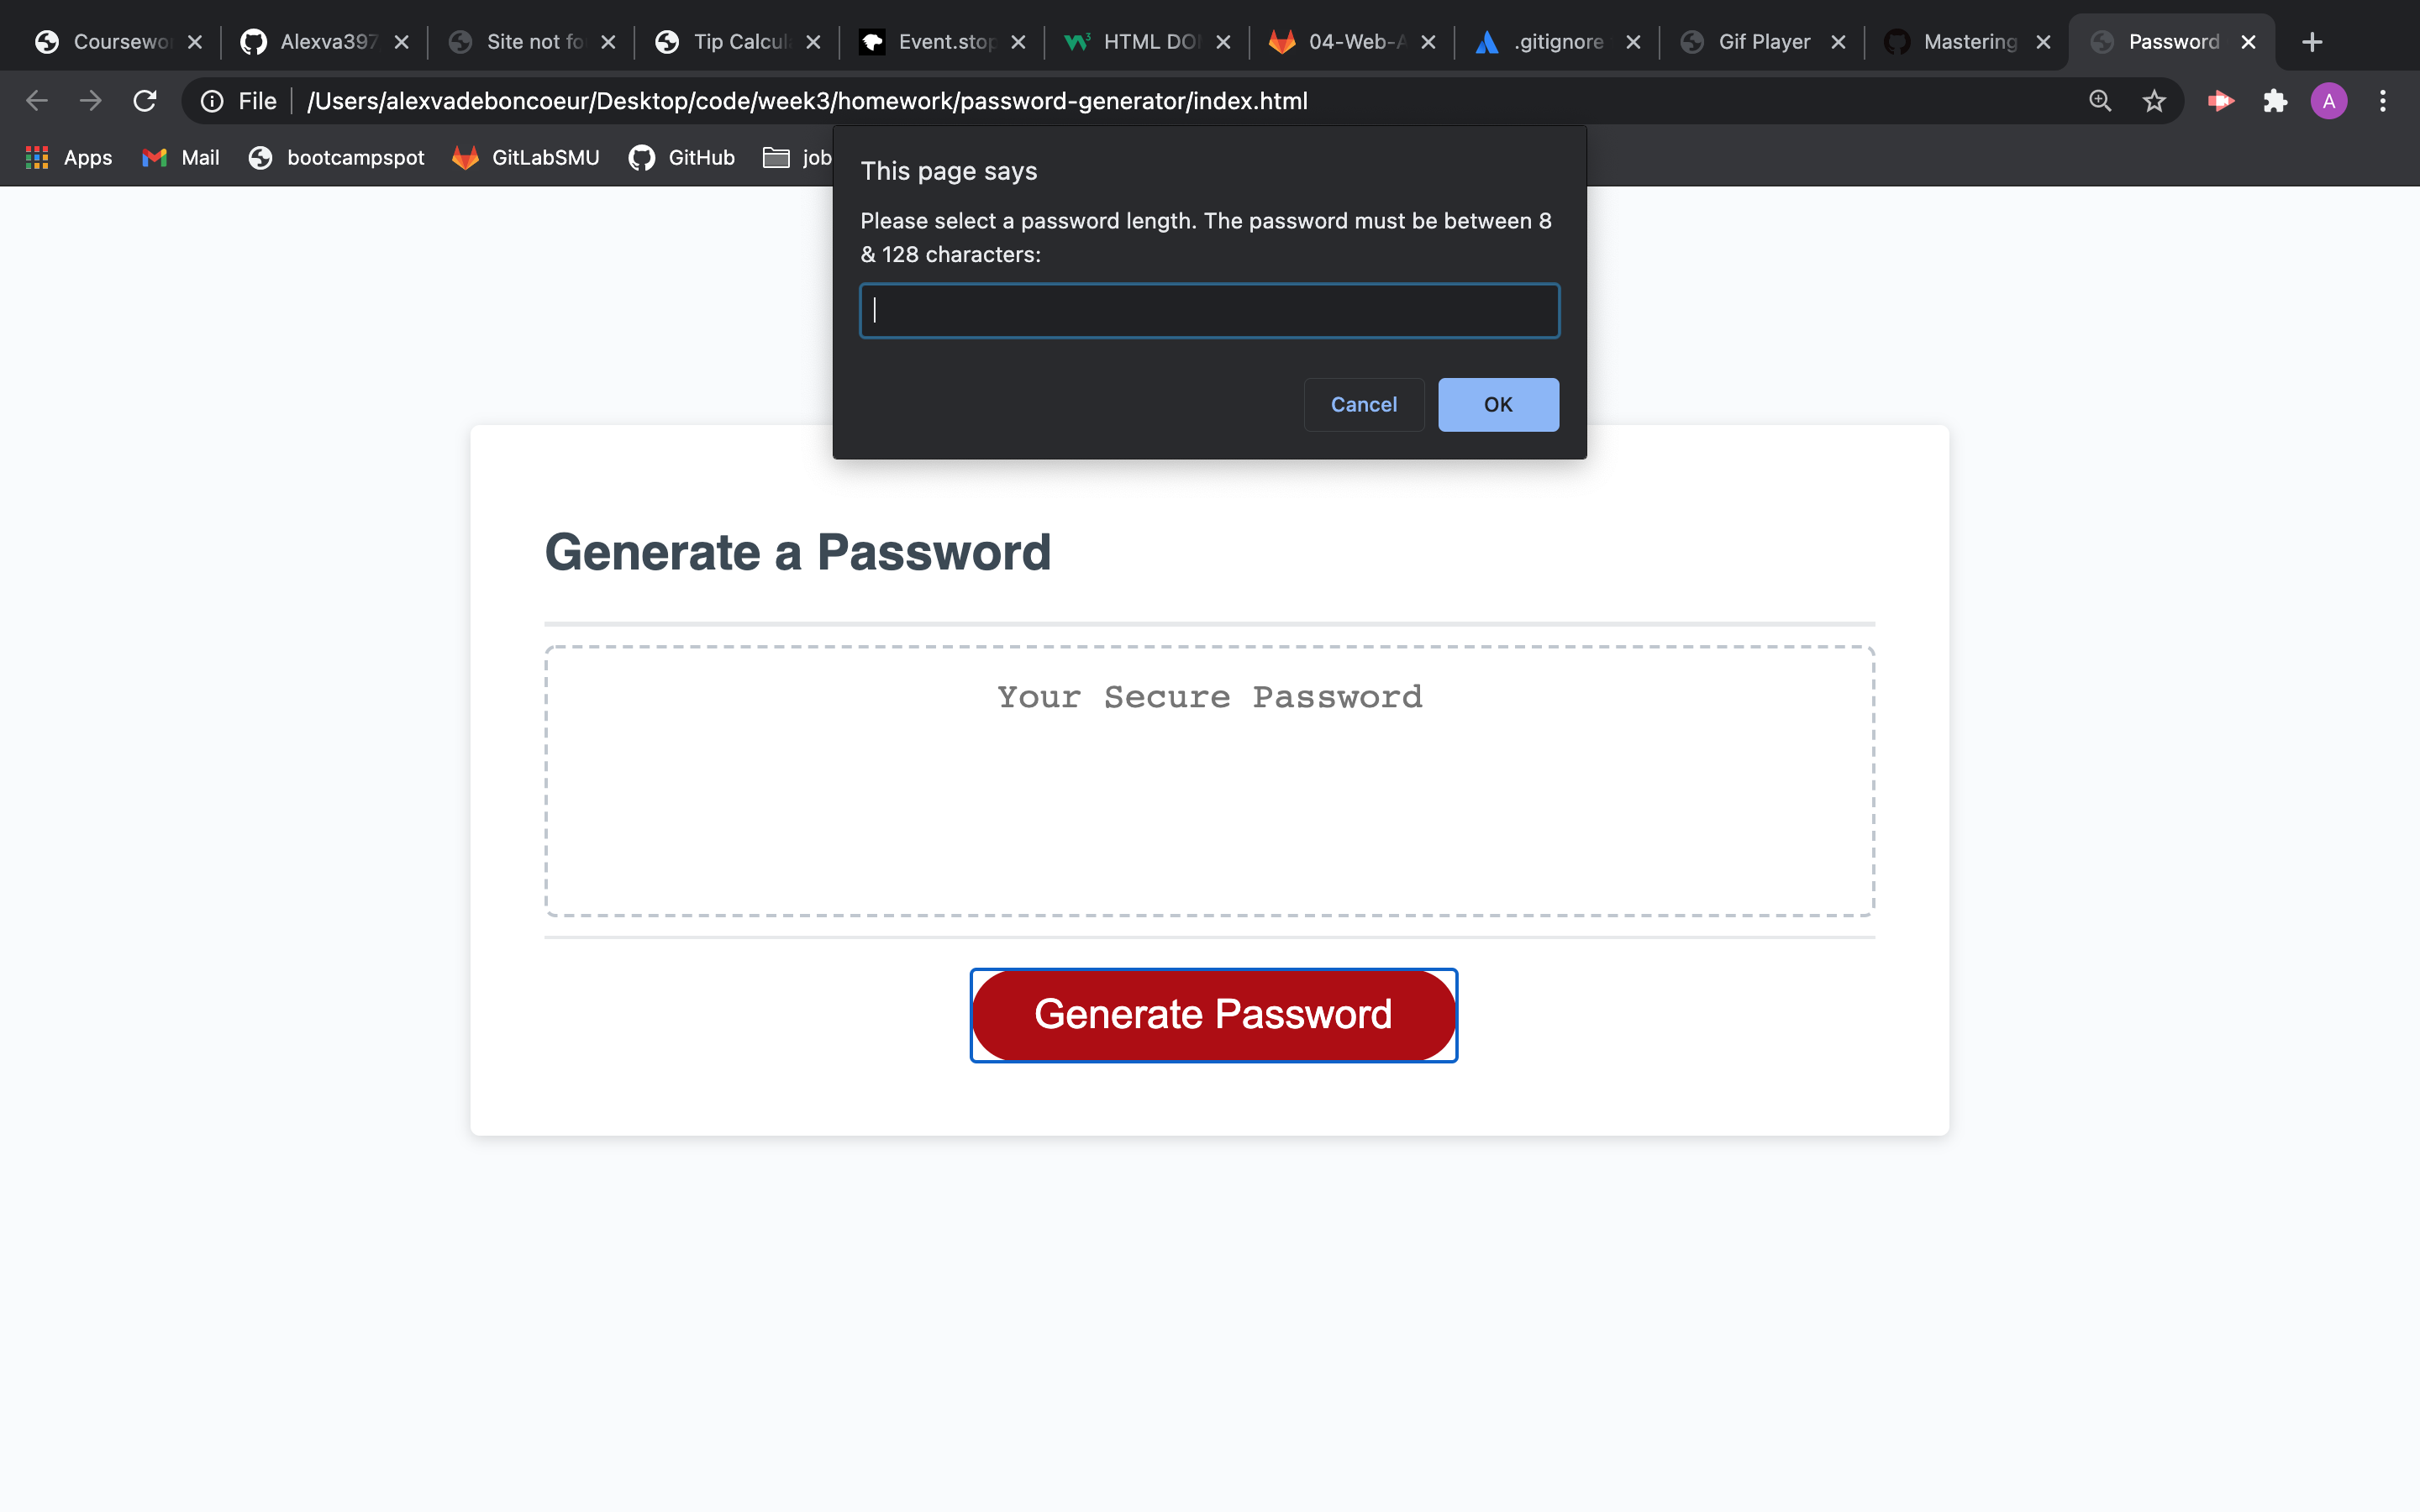 Coursewor
Alexva397
Site not fo
Tip Calcul
Event.stop
HTML DO
04-Web-A
.gitignore
Gif Player
Mastering
Password
File
/Users/alexvadeboncoeur/Desktop/code/week3/homework/password-generator/index.html
A
Apps
Mail
bootcampspot
GitLabSMU
GitHub
job
This page says
Please select a password length. The password must be between 8
& 128 characters:
Cancel
OK
Generate a Password
Your Secure Password
Generate Password